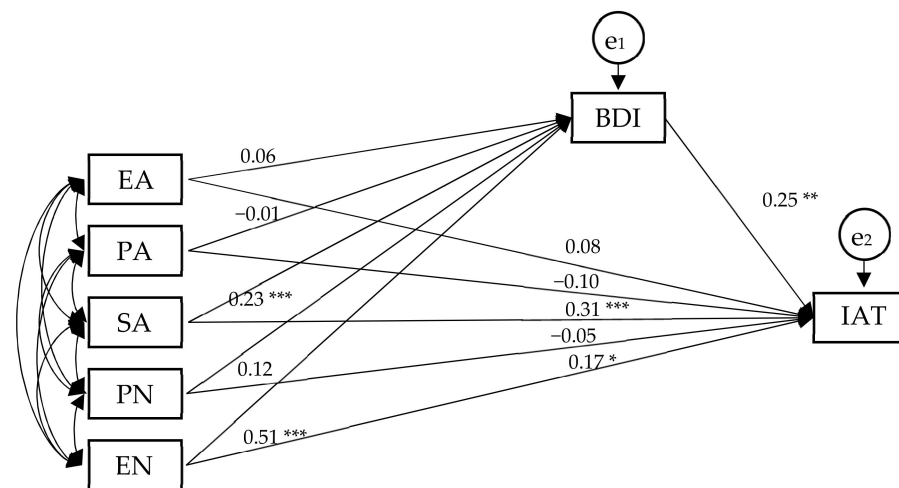 e1
BDI
0.06
EA
0.25 **
−0.01
e2
PA
0.08
−0.10
0.23 ***
0.31 ***
SA
IAT
−0.05
0.17 *
0.12
PN
0.51 ***
EN